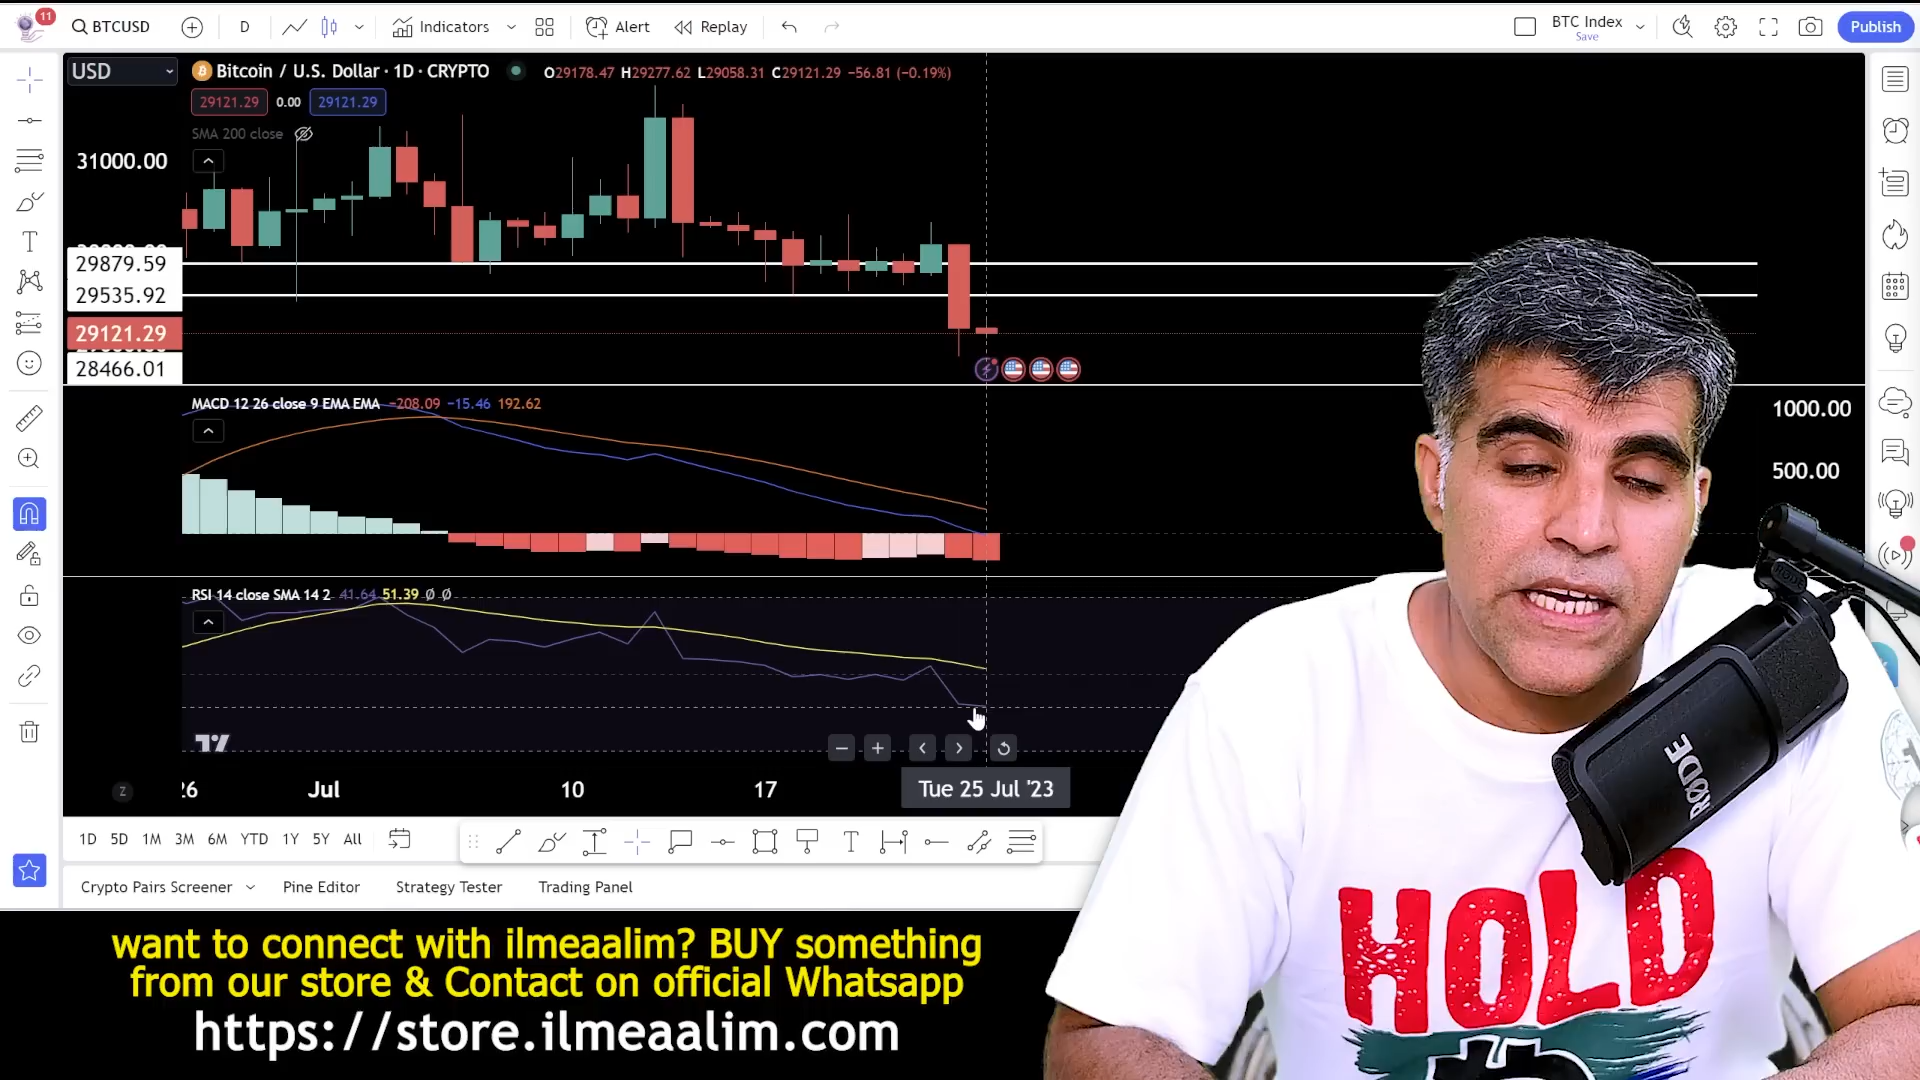 11
BTCUSD
D
Indicators
Alert
Replay
BTC Index
Save
Publish
USD
Bitcoin / U.S. Dollar · 1D · CRYPTO
O29178.47 H29277.62 L29058.31 C29121.29 −56.81 (−0.19%)
29121.29 0.00 29121.29
SMA 200 close
31000.00
29879.59
29535.92
29121.29
28466.01
MACD 12 26 close 9 EMA EMA −208.09 −15.46 192.62
1000.00
500.00
RSI 14 close SMA 14 2 41.64 51.39 Ø Ø
Z
26
Jul
10
17
Tue 25 Jul '23
1D 5D 1M 3M 6M YTD 1Y 5Y All
Crypto Pairs Screener
Pine Editor
Strategy Tester
Trading Panel
RØDE
HOLD
want to connect with ilmeaalim? BUY something
from our store & Contact on official Whatsapp
https://store.ilmeaalim.com